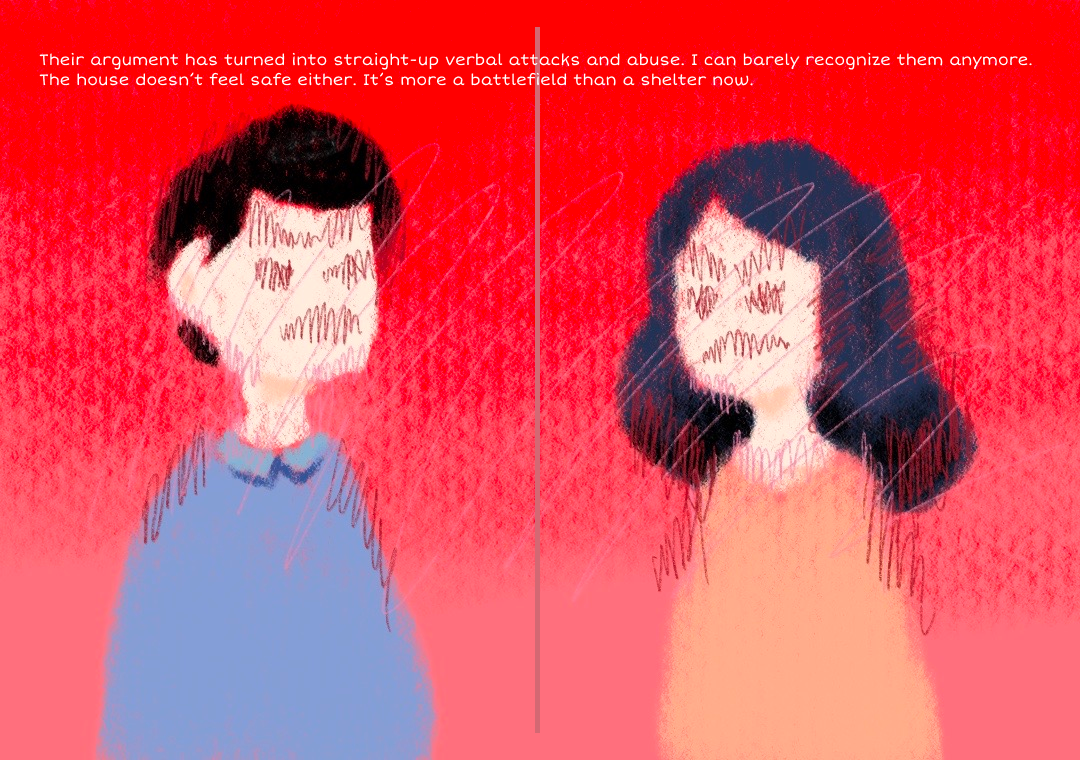 Their argument has turned into straight-up verbal attacks and abuse. I can barely recognize them anymore.
The house doesn't feel safe either. It's more a battlefield than a shelter now.